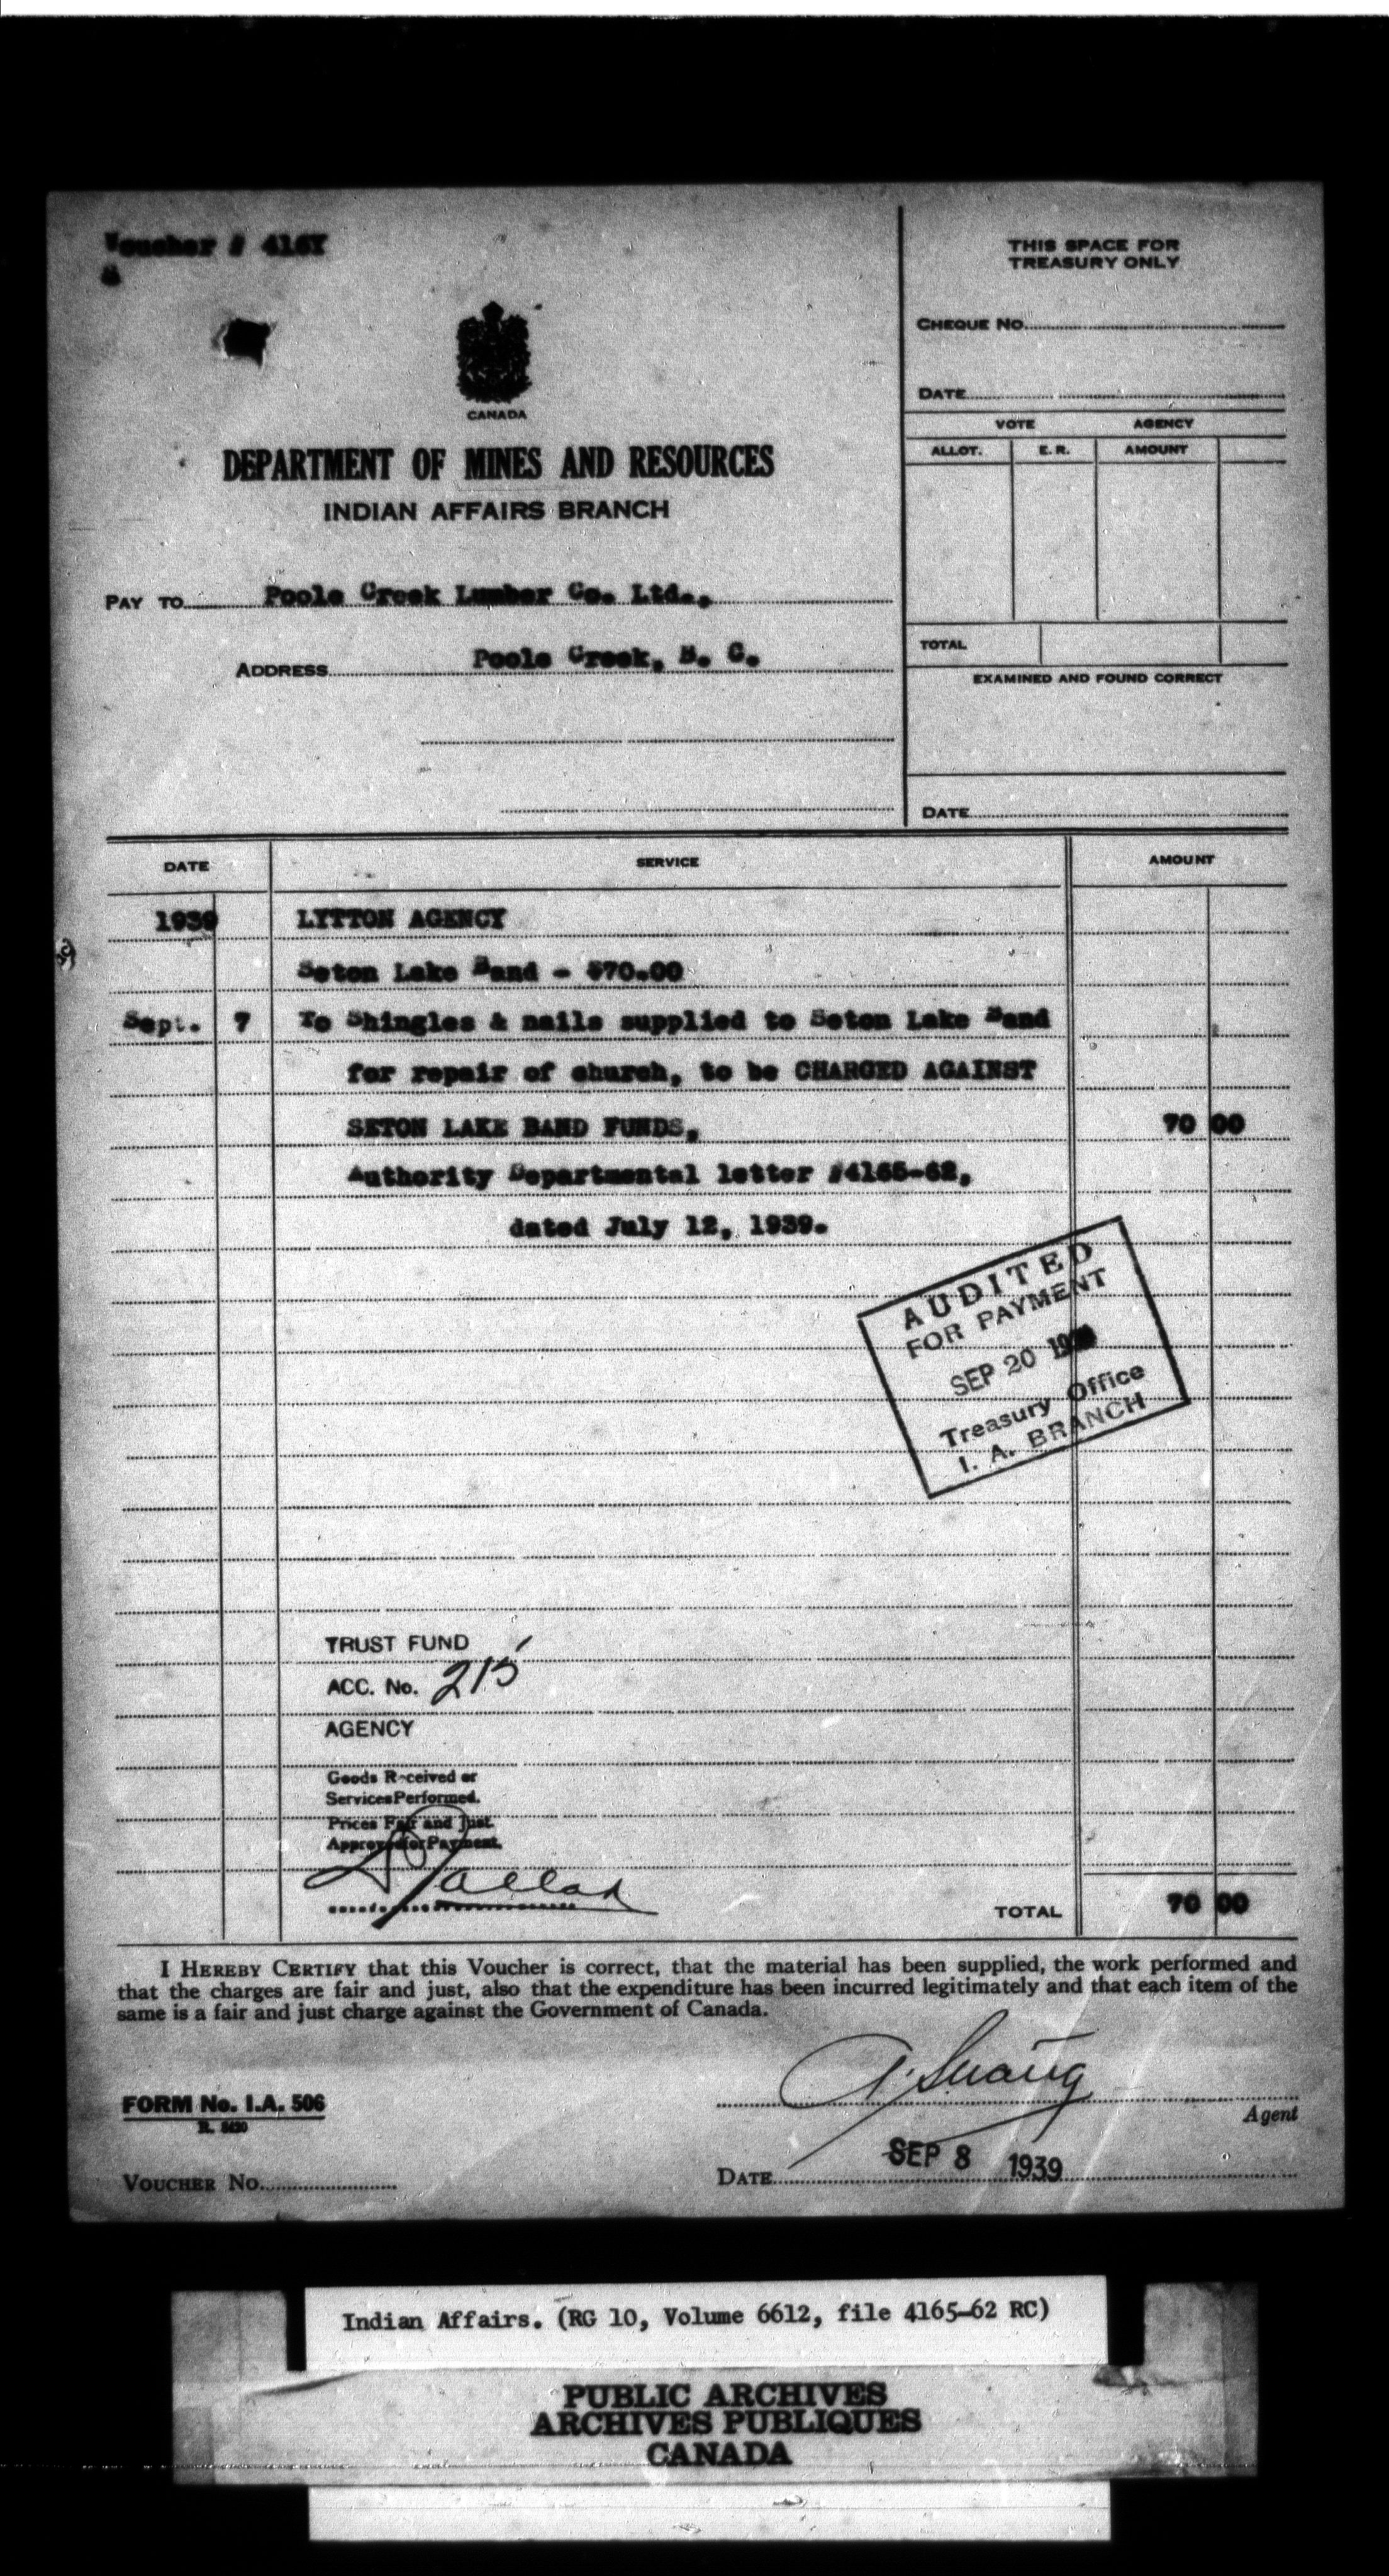 Voucher # 416Y
THIS SPACE FOR
TREASURY ONLY
CHEQUE NO.
DATE
CANADA
VOTE AGENCY
ALLOT. E. R. AMOUNT
DEPARTMENT OF MINES AND RESOURCES
INDIAN AFFAIRS BRANCH
PAY TO Poole Creek Lumber Co. Ltd.,
ADDRESS Poole Creek, B. C.
TOTAL
EXAMINED AND FOUND CORRECT
DATE
DATE SERVICE AMOUNT
1939 LYTTON AGENCY
Seton Lake Band - $70.00
Sept. 7 To Shingles & nails supplied to Seton Lake Band
for repair of church, to be CHARGED AGAINST
SETON LAKE BAND FUNDS, 70 00
Authority Departmental letter #4165-62,
dated July 12, 1939.
AUDITED
FOR PAYMENT
SEP 20 1939
Treasury Office
I. A. BRANCH
TRUST FUND
ACC. No. 215
AGENCY
Goods Received or
Services Performed.
Prices Fair and Just.
Approved for Payment.
TOTAL 70 00
I HEREBY CERTIFY that this Voucher is correct, that the material has been supplied, the work performed and
that the charges are fair and just, also that the expenditure has been incurred legitimately and that each item of the
same is a fair and just charge against the Government of Canada.
Agent
FORM No. I.A. 506
R. 8420
VOUCHER NO.
DATE SEP 8 1939
Indian Affairs. (RG 10, Volume 6612, file 4165-62 RC)
PUBLIC ARCHIVES
ARCHIVES PUBLIQUES
CANADA